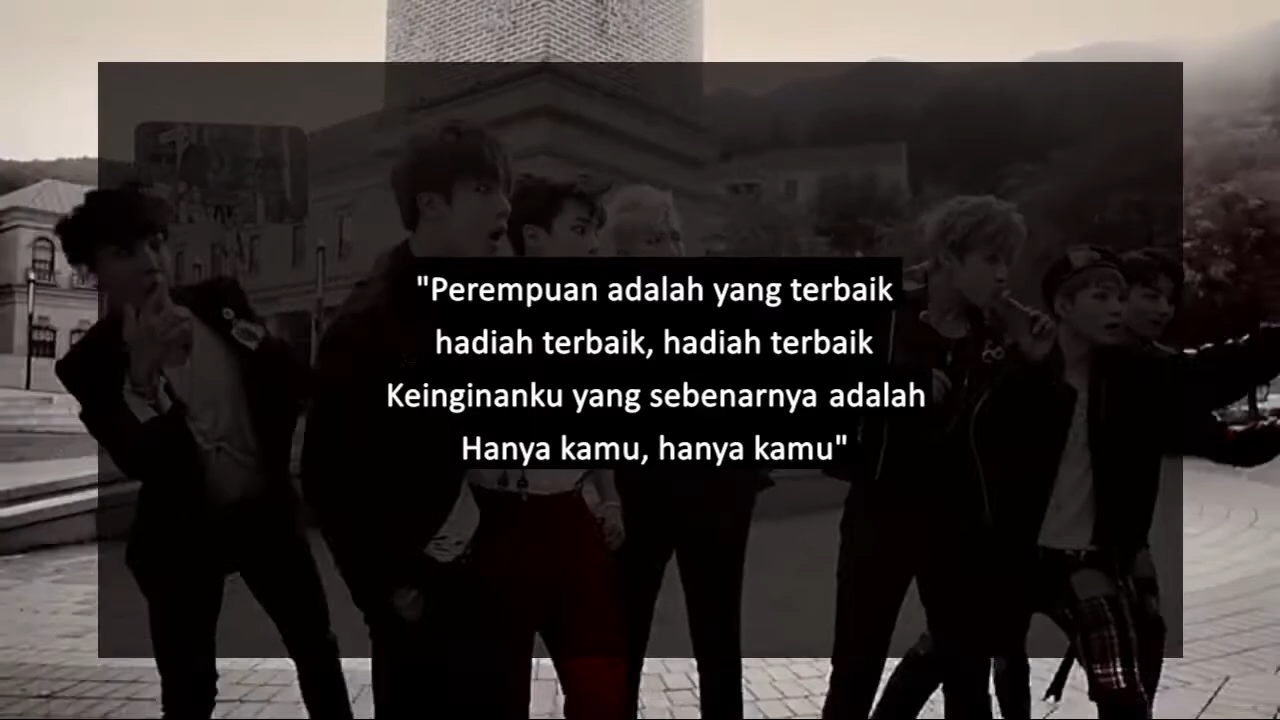 "Perempuan adalah yang terbaik
hadiah terbaik, hadiah terbaik
Keinginanku yang sebenarnya adalah
Hanya kamu, hanya kamu"